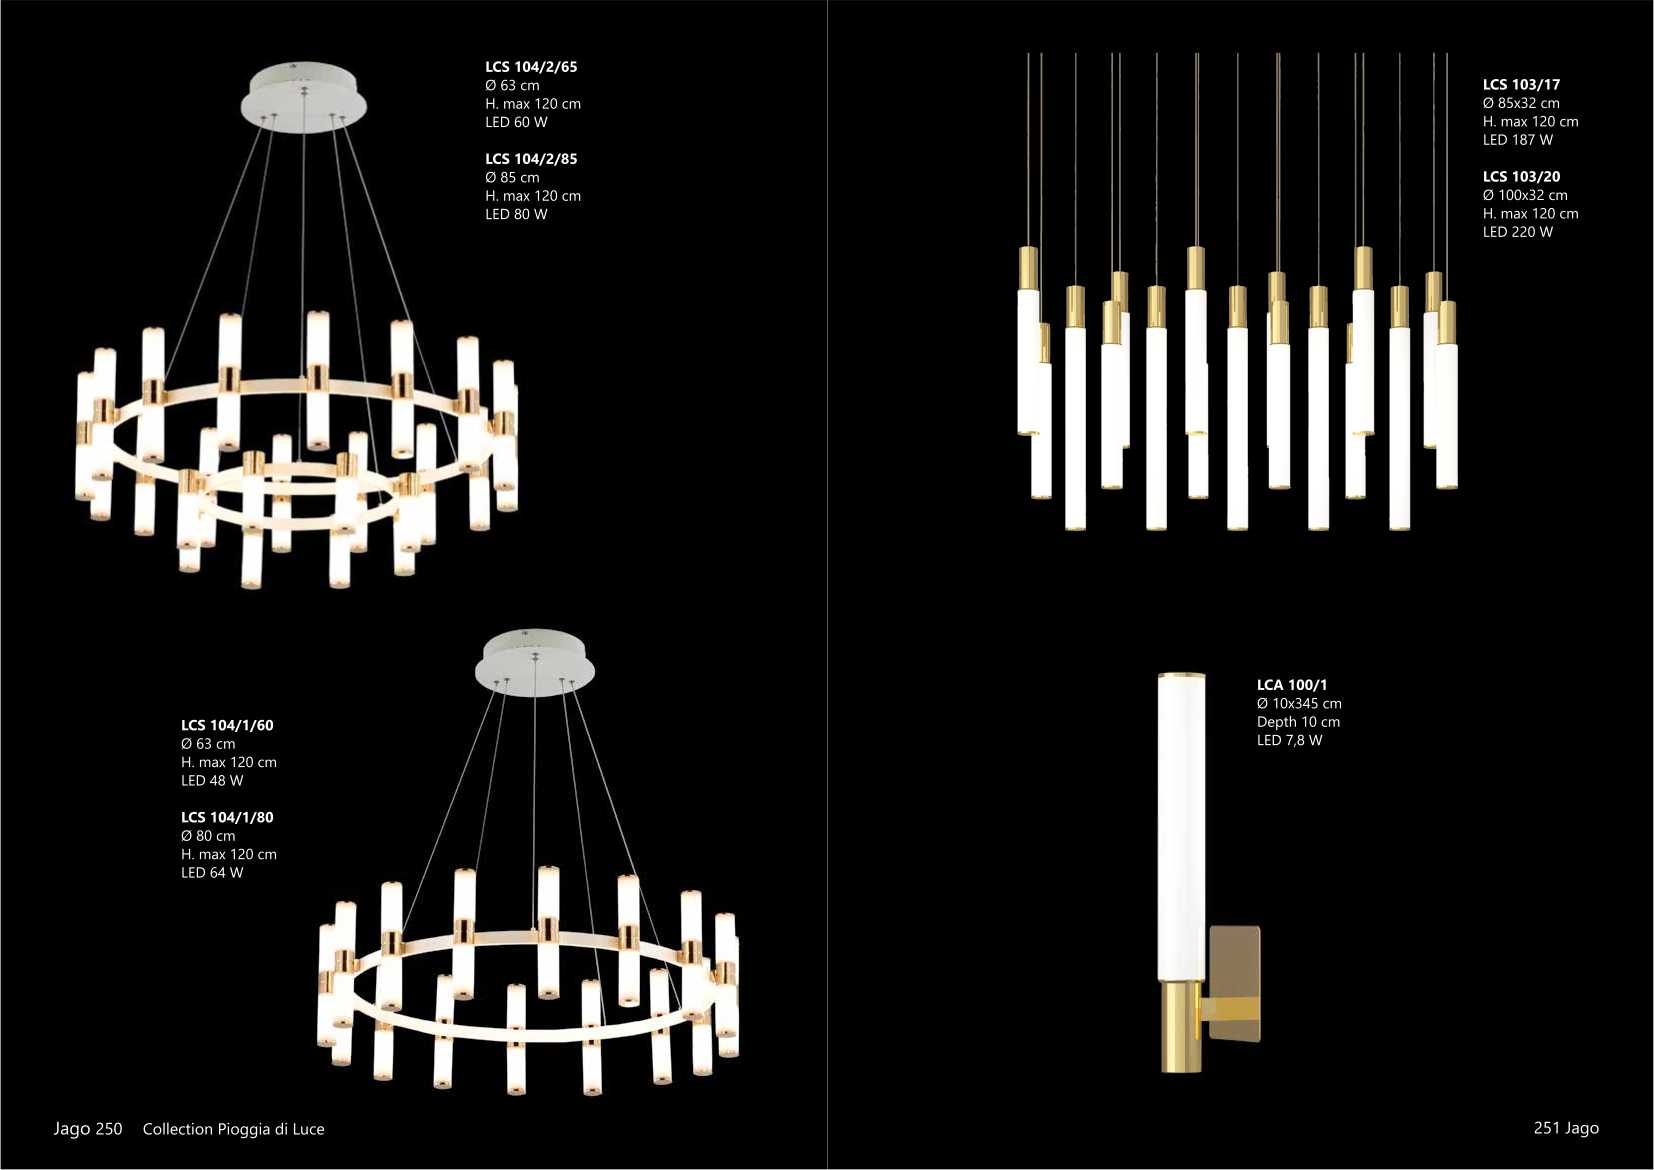 LCS 104/2/65
Ø 63 cm
H. max 120 cm
LED 60 W
LCS 104/2/85
Ø 85 cm
H. max 120 cm
LED 80 W
LCS 104/1/60
Ø 63 cm
H. max 120 cm
LED 48 W
LCS 104/1/80
Ø 80 cm
H. max 120 cm
LED 64 W
Jago 250 Collection Pioggia di Luce
LCS 103/17
Ø 85x32 cm
H. max 120 cm
LED 187 W
LCS 103/20
Ø 100x32 cm
H. max 120 cm
LED 220 W
LCA 100/1
Ø 10x345 cm
Depth 10 cm
LED 7,8 W
251 Jago